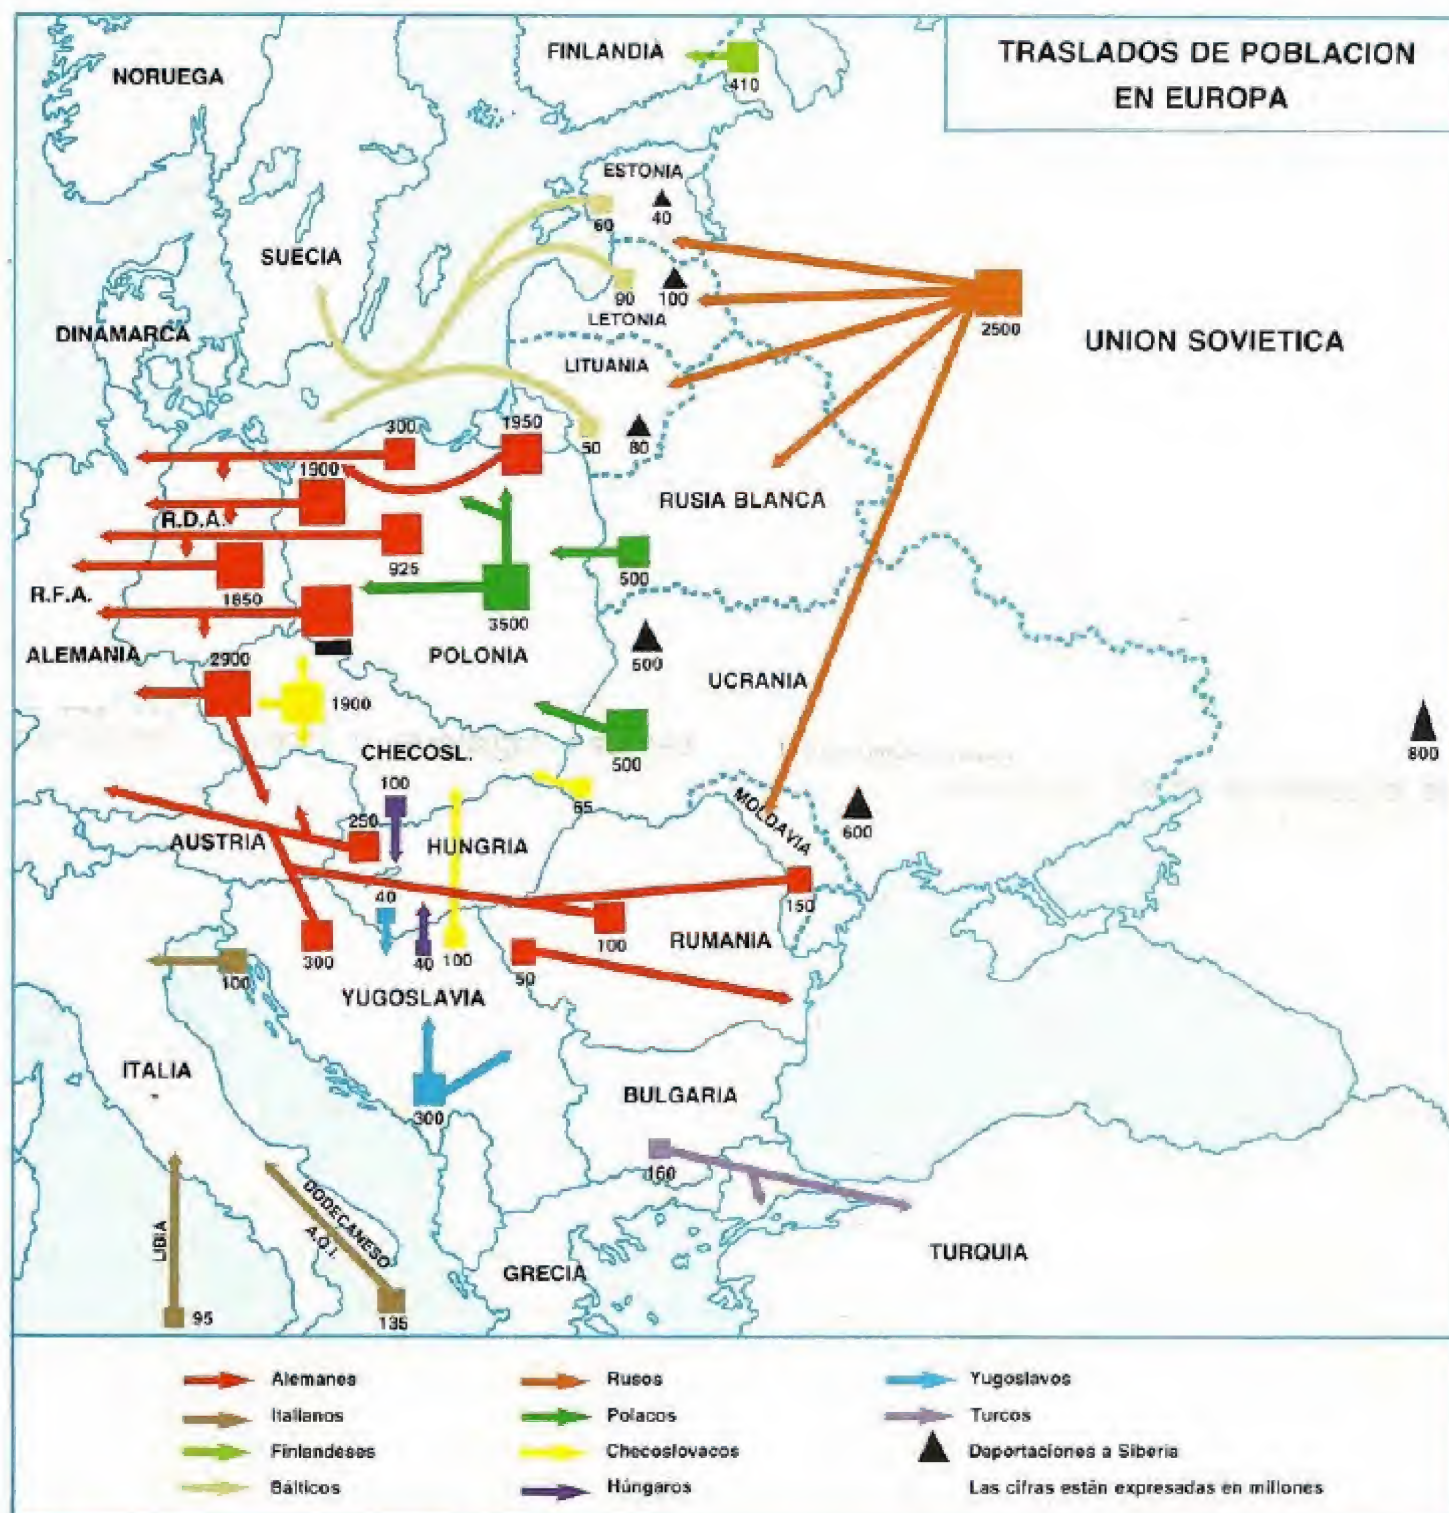 TRASLADOS DE POBLACION
EN EUROPA
NORUEGA
FINLANDIA
410
ESTONIA
60
40
SUECIA
90
100
LETONIA
2500
UNION SOVIETICA
DINAMARCA
LITUANIA
300
1950
50
80
1900
RUSIA BLANCA
R.D.A.
925
500
R.F.A.
1850
3500
ALEMANIA
2900
POLONIA
500
UCRANIA
1900
CHECOSL.
500
800
100
65
MOLDAVIA
250
600
AUSTRIA
HUNGRIA
40
150
300
40
100
100
RUMANIA
100
50
YUGOSLAVIA
ITALIA
300
BULGARIA
160
LIBIA
DODECANESO
A.O.I.
TURQUIA
GRECIA
95
135
Alemanes
Italianos
Finlandeses
Bálticos
Rusos
Polacos
Checoslovacos
Húngaros
Yugoslavos
Turcos
Deportaciones a Siberia
Las cifras están expresadas en millones